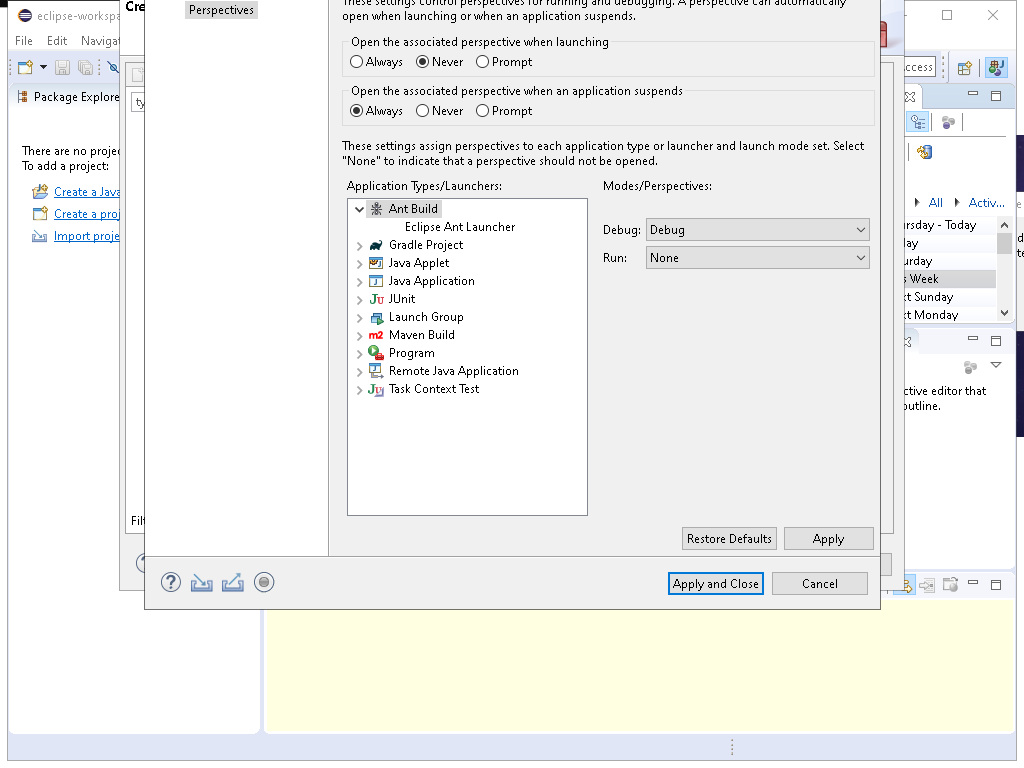 eclipse-workspa
File Edit Navigat
Package Explore
There are no projec
To add a project:
Create a Java
Create a proj
Import proje
Cre
ty
Filt
Perspectives
These settings control perspectives for running and debugging. A perspective can automatically
open when launching or when an application suspends.
Open the associated perspective when launching
Always Never Prompt
Open the associated perspective when an application suspends
Always Never Prompt
These settings assign perspectives to each application type or launcher and launch mode set. Select
"None" to indicate that a perspective should not be opened.
Application Types/Launchers:
Ant Build
Eclipse Ant Launcher
Gradle Project
Java Applet
Java Application
JUnit
Launch Group
Maven Build
Program
Remote Java Application
Task Context Test
Modes/Perspectives:
Debug: Debug
Run: None
Restore Defaults Apply
Apply and Close Cancel
ccess
All Activ...
rsday - Today
lay
urday
s Week
xt Sunday
xt Monday
ctive editor that
outline.